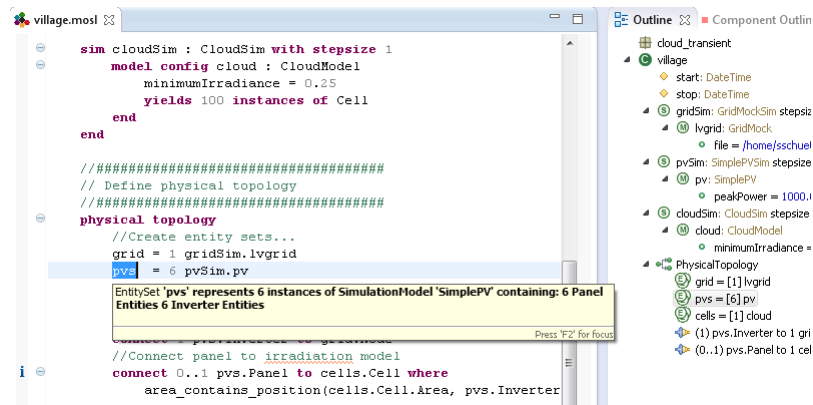 village.mosl
sim cloudSim : CloudSim with stepsize 1
model config cloud : CloudModel
minimumIrradiance = 0.25
yields 100 instances of Cell
end
end
//####################################
// Define physical topology
//####################################
physical topology
//Create entity sets...
grid = 1 gridSim.lvgrid
pvs = 6 pvSim.pv
EntitySet 'pvs' represents 6 instances of SimulationModel 'SimplePV' containing: 6 Panel
Entities 6 Inverter Entities
Press 'F2' for focus
//Connect panel to irradiation model
connect 0..1 pvs.Panel to cells.Cell where
area_contains_position(cells.Cell.Area, pvs.Inverter
Outline
Component Outlin
cloud_transient
village
start: DateTime
stop: DateTime
gridSim: GridMockSim stepsiz
lvgrid: GridMock
file = /home/sschuet
pvSim: SimplePVSim stepsize
pv: SimplePV
peakPower = 1000.
cloudSim: CloudSim stepsize
cloud: CloudModel
minimumIrradiance =
PhysicalTopology
grid = [1] lvgrid
pvs = [6] pv
cells = [1] cloud
(1) pvs.Inverter to 1 gri
(0..1) pvs.Panel to 1 cel